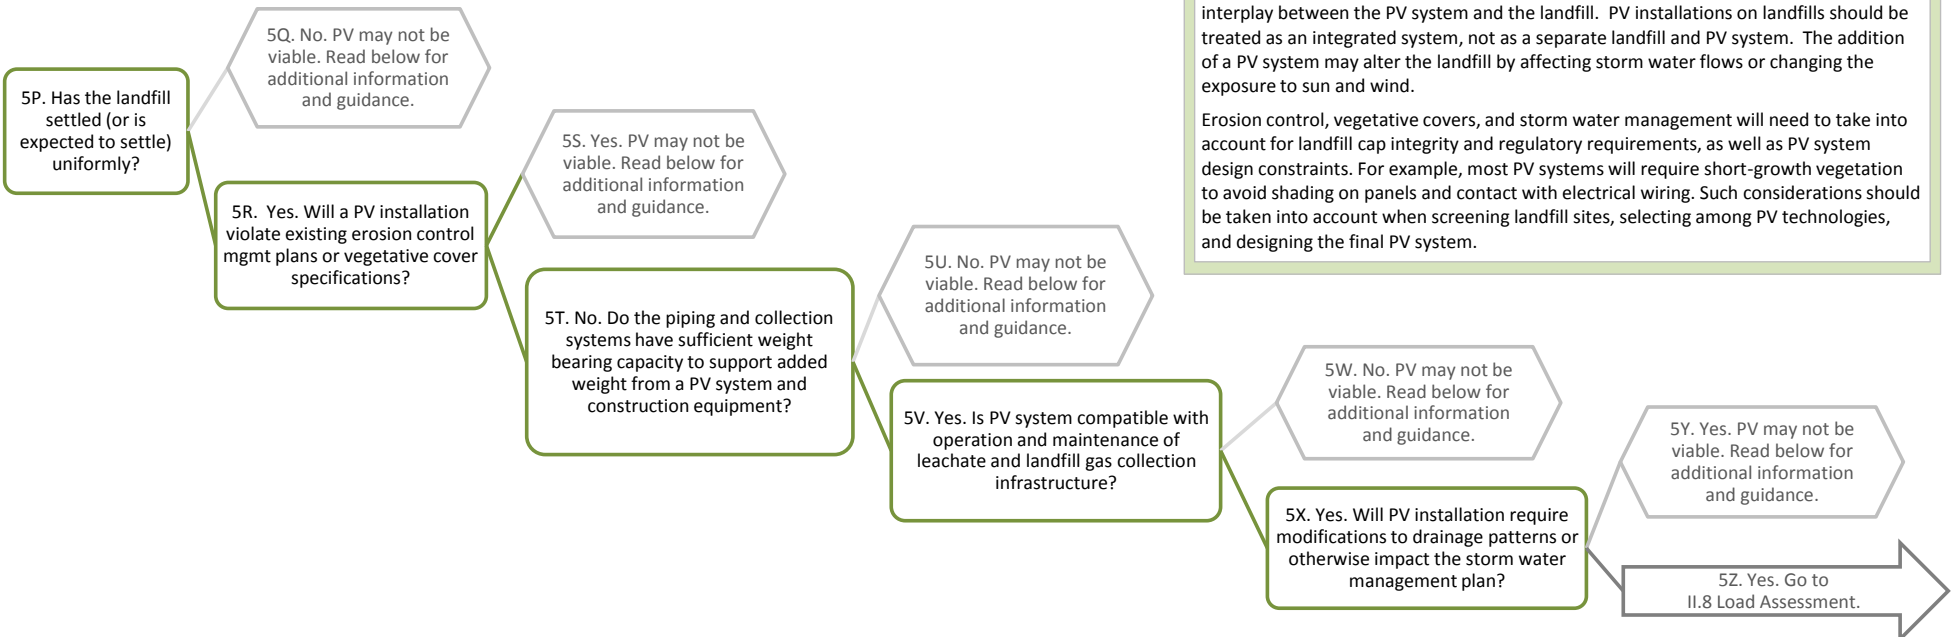 5P. Has the landfill
settled (or is
expected to settle)
uniformly?
5Q. No. PV may not be
viable. Read below for
additional information
and guidance.
5R.  Yes. Will a PV installation
violate existing erosion control
mgmt plans or vegetative cover
specifications?
5S. Yes. PV may not be
viable. Read below for
additional information
and guidance.
5T. No. Do the piping and collection
systems have sufficient weight
bearing capacity to support added
weight from a PV system and
construction equipment?
5U. No. PV may not be
viable. Read below for
additional information
and guidance.
5V. Yes. Is PV system compatible with
operation and maintenance of
leachate and landfill gas collection
infrastructure?
5W. No. PV may not be
viable. Read below for
additional information
and guidance.
5X. Yes. Will PV installation require
modifications to drainage patterns or
otherwise impact the storm water
management plan?
5Y. Yes. PV may not be
viable. Read below for
additional information
and guidance.
5Z. Yes. Go to
II.8 Load Assessment.
interplay between the PV system and the landfill.  PV installations on landfills should be
treated as an integrated system, not as a separate landfill and PV system.  The addition
of a PV system may alter the landfill by affecting storm water flows or changing the
exposure to sun and wind.
Erosion control, vegetative covers, and storm water management will need to take into
account for landfill cap integrity and regulatory requirements, as well as PV system
design constraints. For example, most PV systems will require short-growth vegetation
to avoid shading on panels and contact with electrical wiring. Such considerations should
be taken into account when screening landfill sites, selecting among PV technologies,
and designing the final PV system.